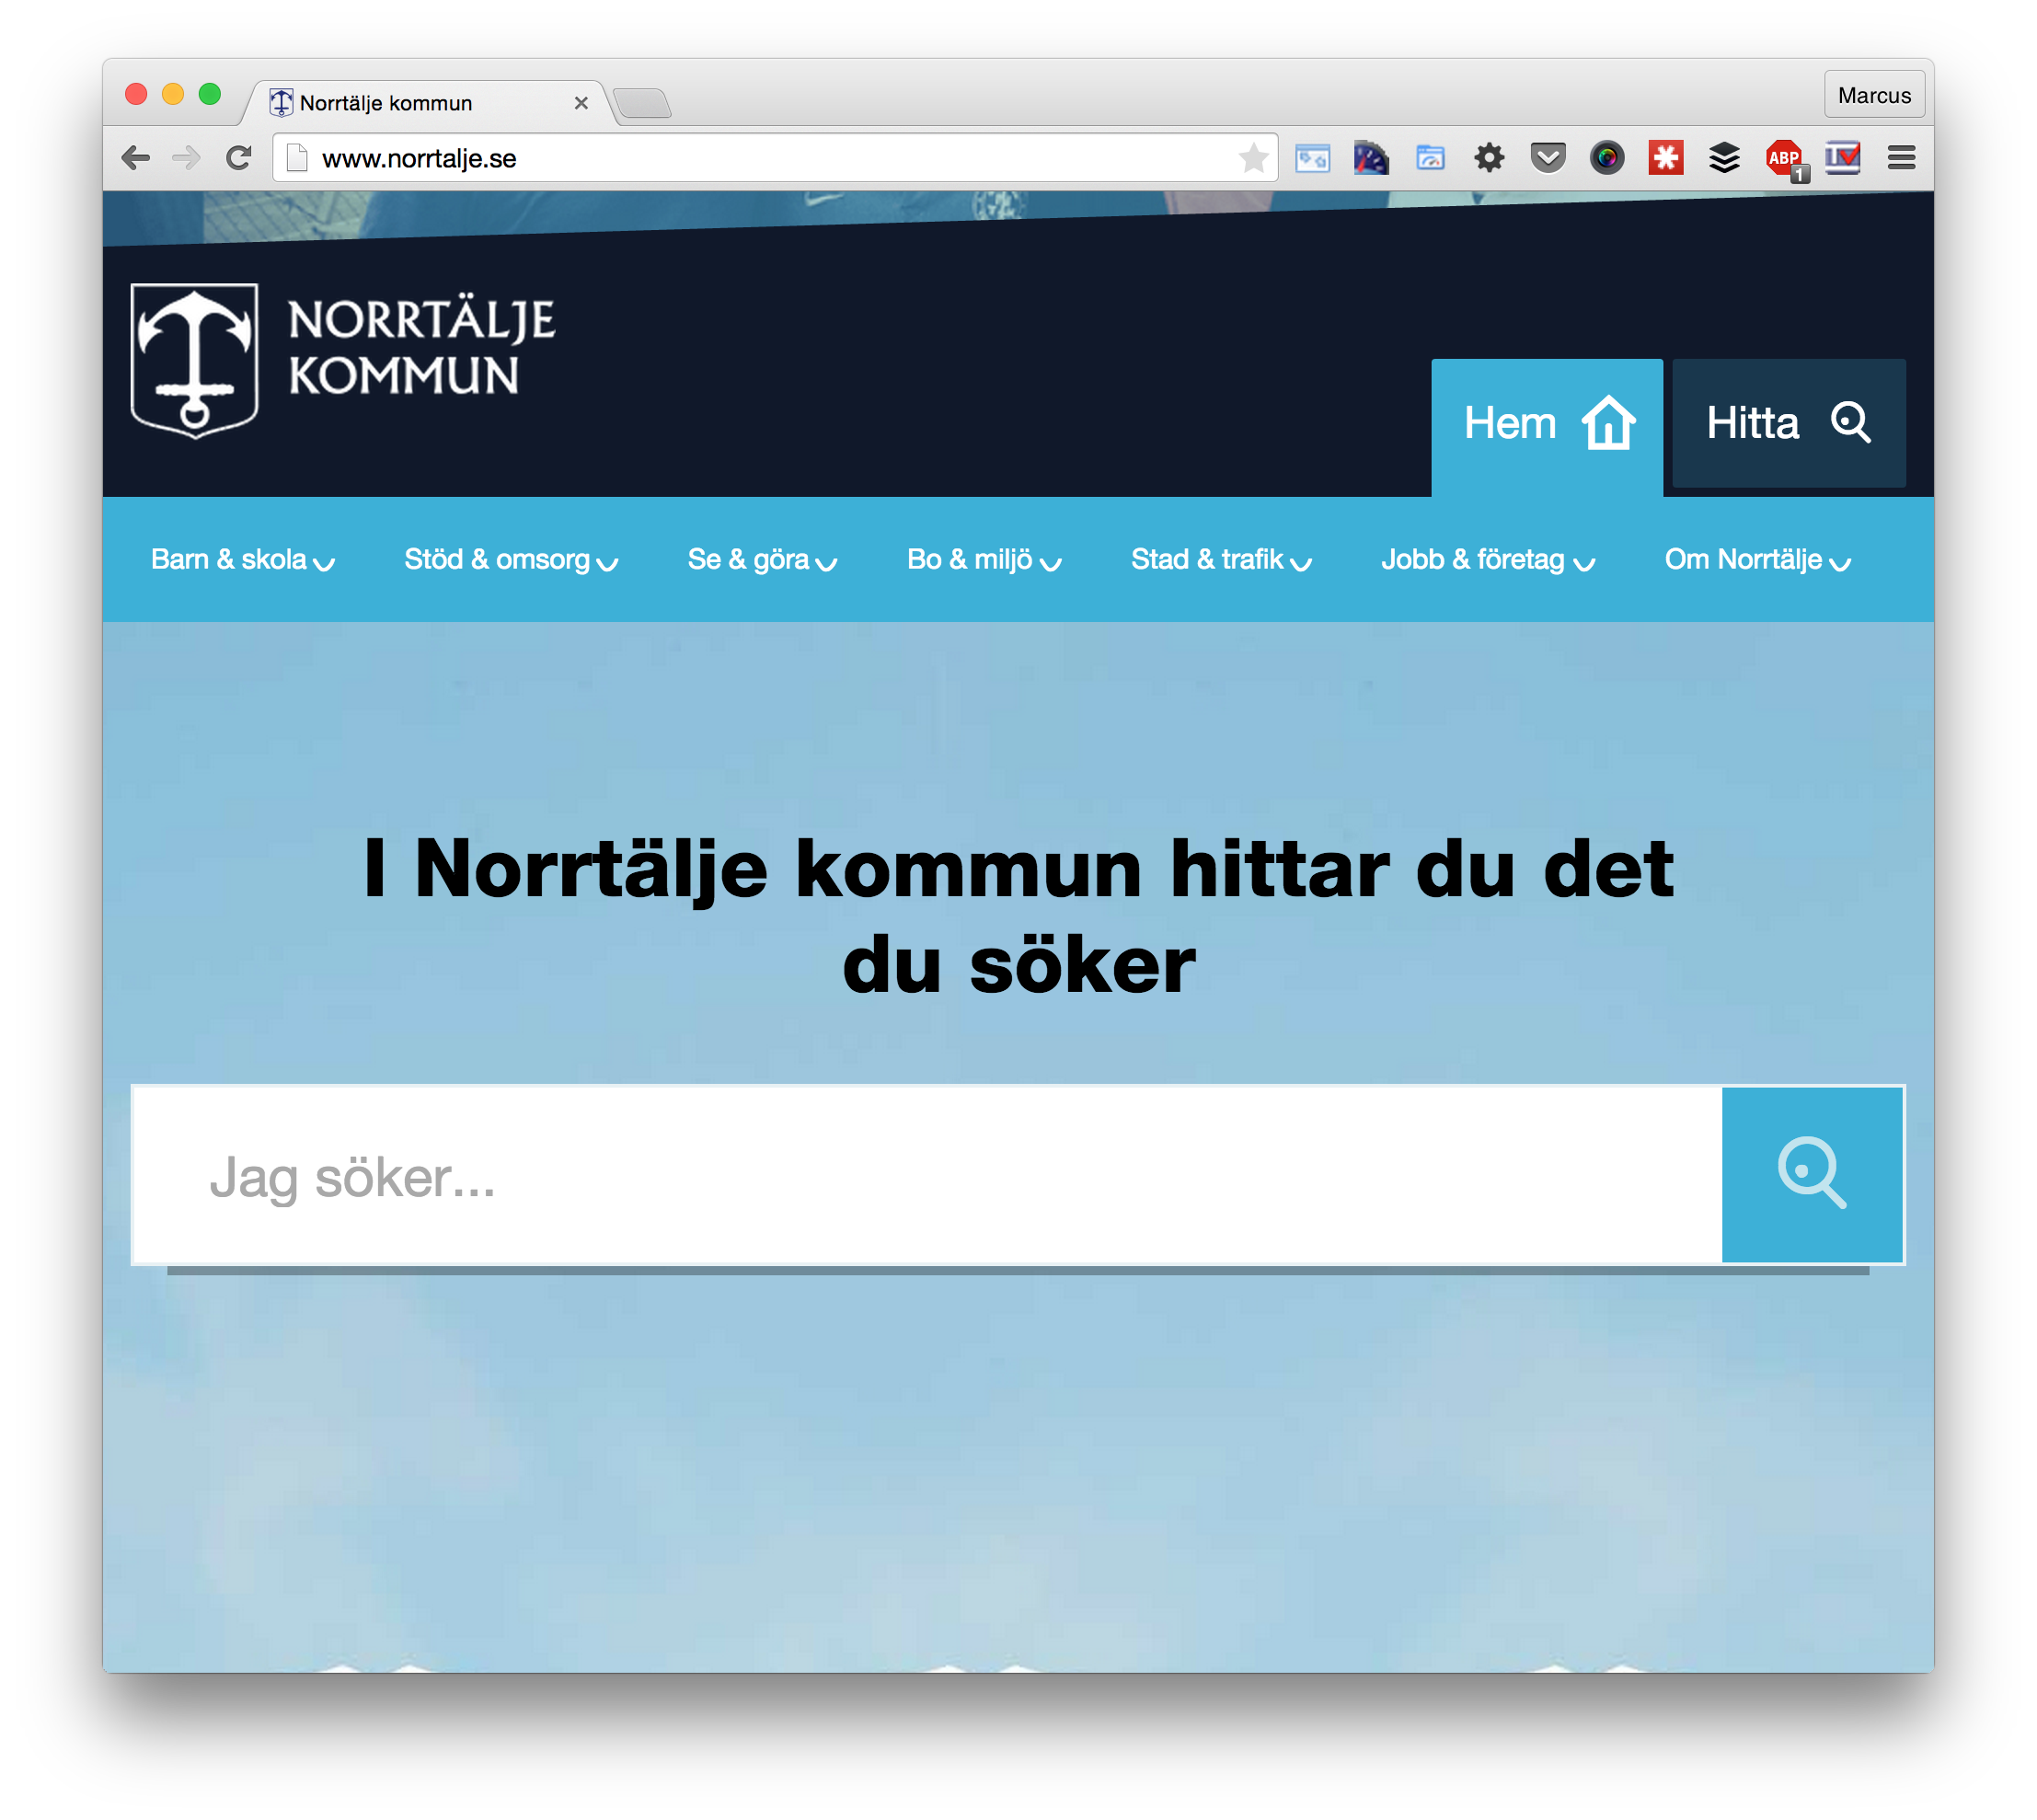 Norrtälje kommun
Marcus
www.norrtalje.se
ABP
1
NORRTÄLJE
KOMMUN
Hem
Hitta
Barn & skola
Stöd & omsorg
Se & göra
Bo & miljö
Stad & trafik
Jobb & företag
Om Norrtälje
I Norrtälje kommun hittar du det
du söker
Jag söker...